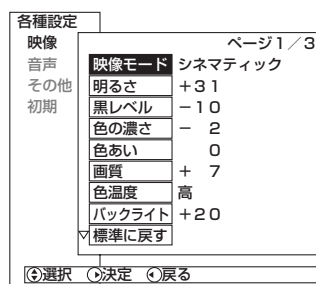 各種設定
映像
音声
その他
初期
ページ1／3
映像モード シネマティック
明るさ +31
黒レベル −10
色の濃さ − 2
色あい 0
画質 + 7
色温度 高
バックライト +20
▽標準に戻す
選択 決定 戻る